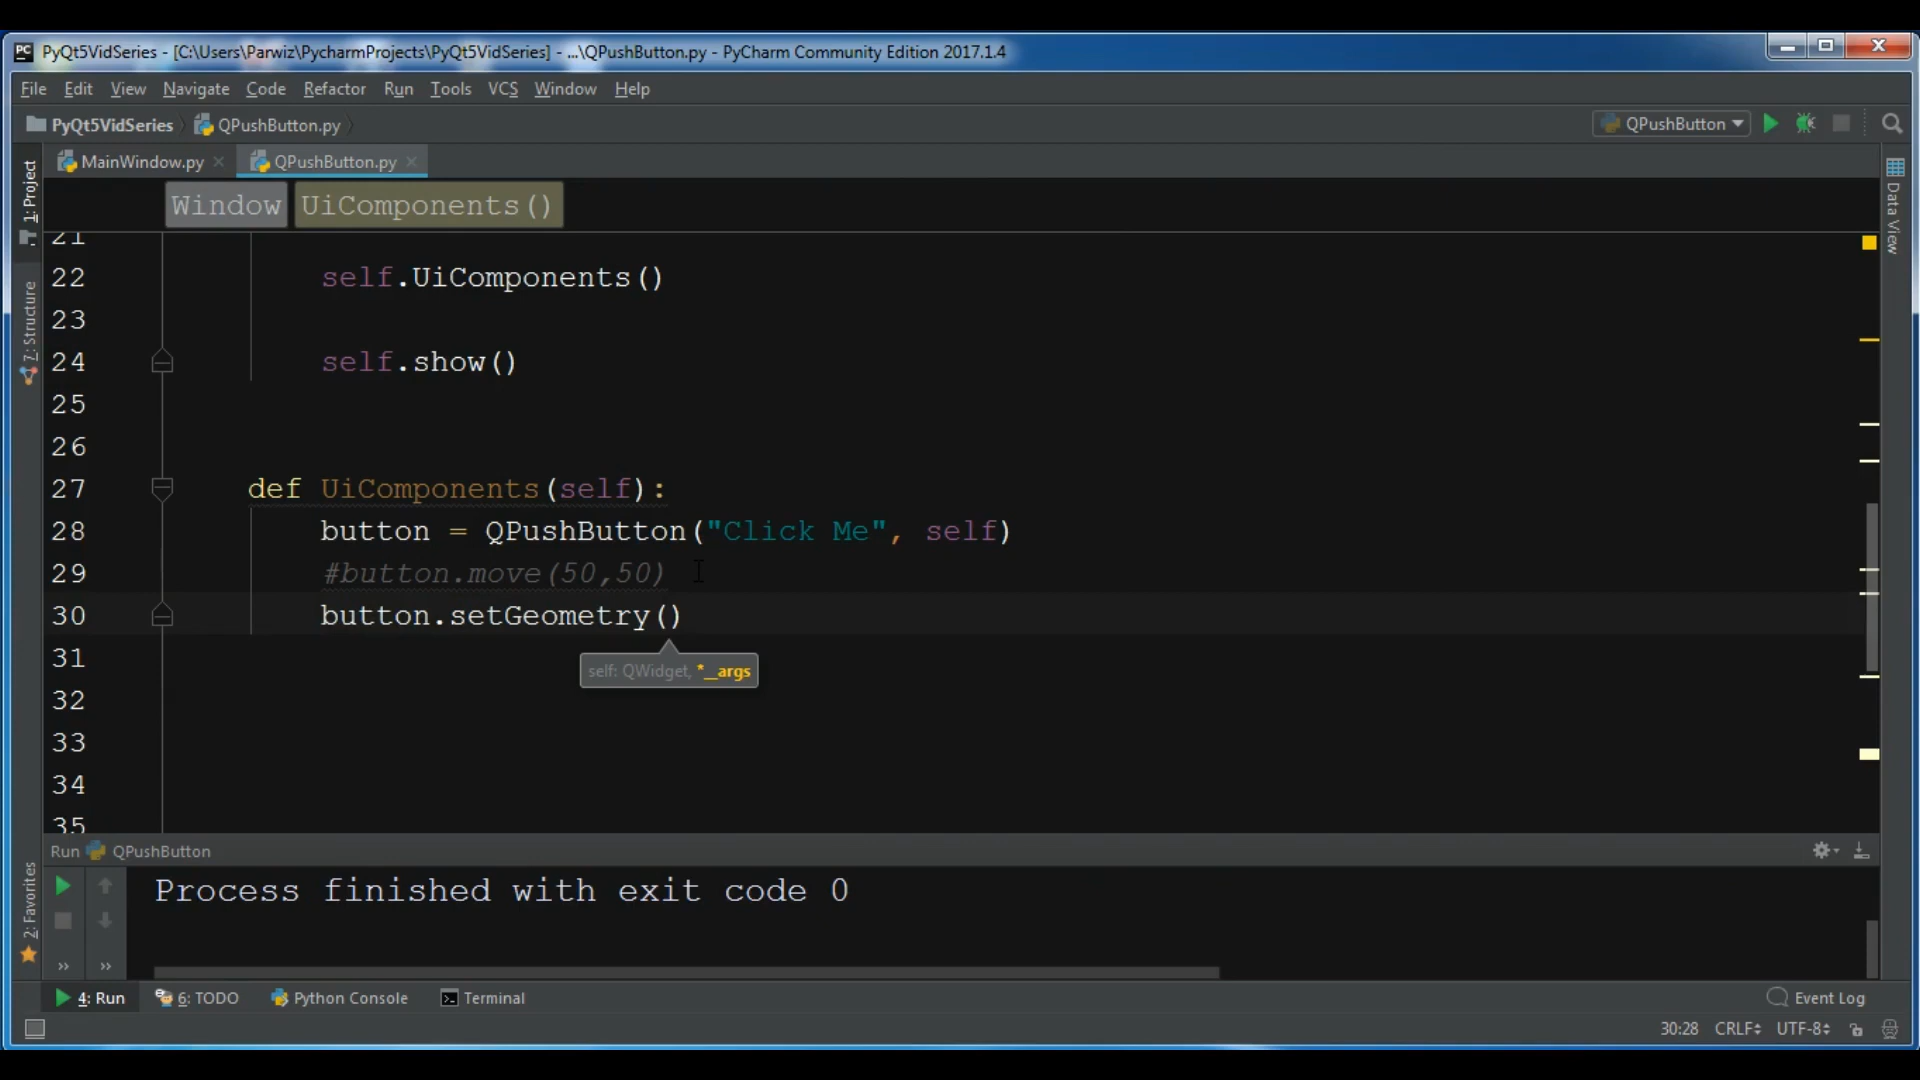 PyQt5VidSeries - [C:\Users\Parwiz\PycharmProjects\PyQt5VidSeries] - ...\QPushButton.py - PyCharm Community Edition 2017.1.4
File Edit View Navigate Code Refactor Run Tools VCS Window Help
PyQt5VidSeries QPushButton.py QPushButton
MainWindow.py QPushButton.py
1: Project
7: Structure
2: Favorites
Data View
Window UiComponents()
21
22 self.UiComponents()
23
24 self.show()
25
26
27 def UiComponents(self):
28 button = QPushButton("Click Me", self)
29 #button.move(50,50)
30 button.setGeometry()
self: QWidget, *__args
31
32
33
34
35
Run QPushButton
Process finished with exit code 0
4: Run 6: TODO Python Console Terminal Event Log
30:28 CRLF UTF-8